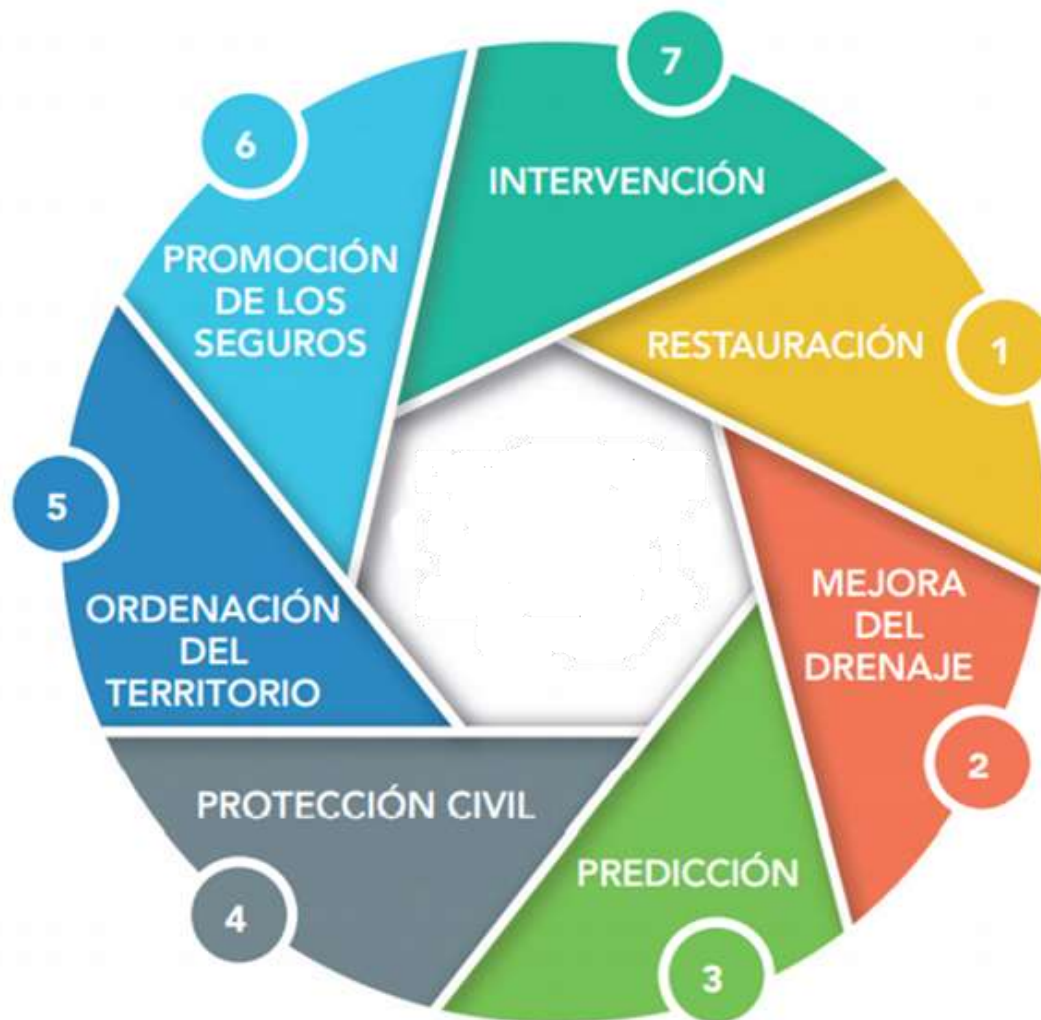 1
RESTAURACIÓN
2
MEJORA
DEL
DRENAJE
3
PREDICCIÓN
4
PROTECCIÓN CIVIL
5
ORDENACIÓN
DEL
TERRITORIO
6
PROMOCIÓN
DE LOS
SEGUROS
7
INTERVENCIÓN